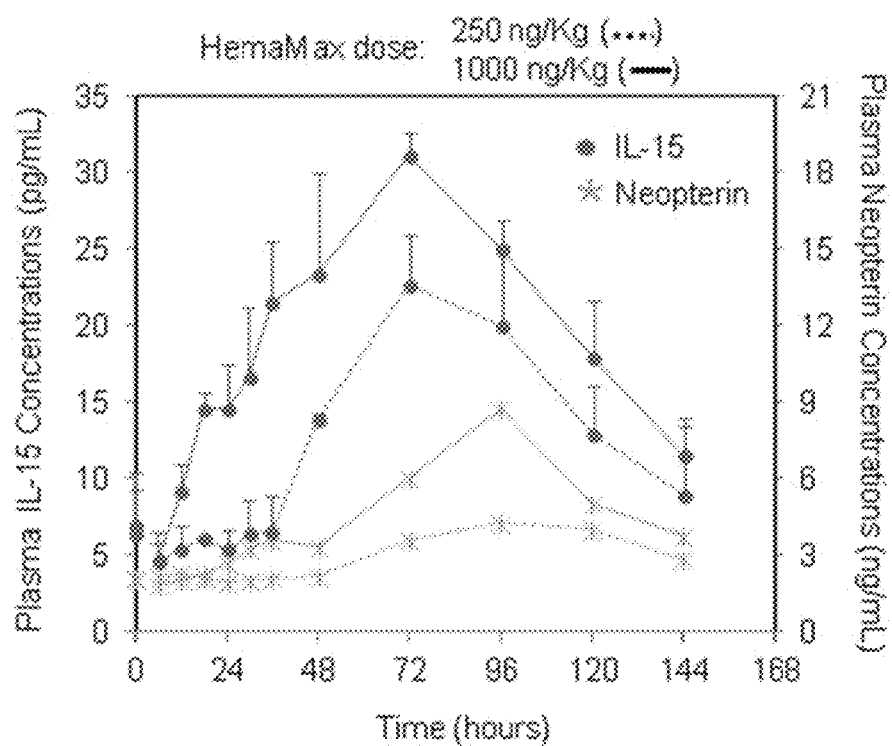 HemaMax dose: 250 ng/Kg (····)
1000 ng/Kg (—)
Plasma IL-15 Concentrations (pg/mL)
35
30
25
20
15
10
5
0
IL-15
Neopterin
21
18
15
12
9
6
3
0
Plasma Neopterin Concentrations (ng/mL)
0 24 48 72 96 120 144 168
Time (hours)